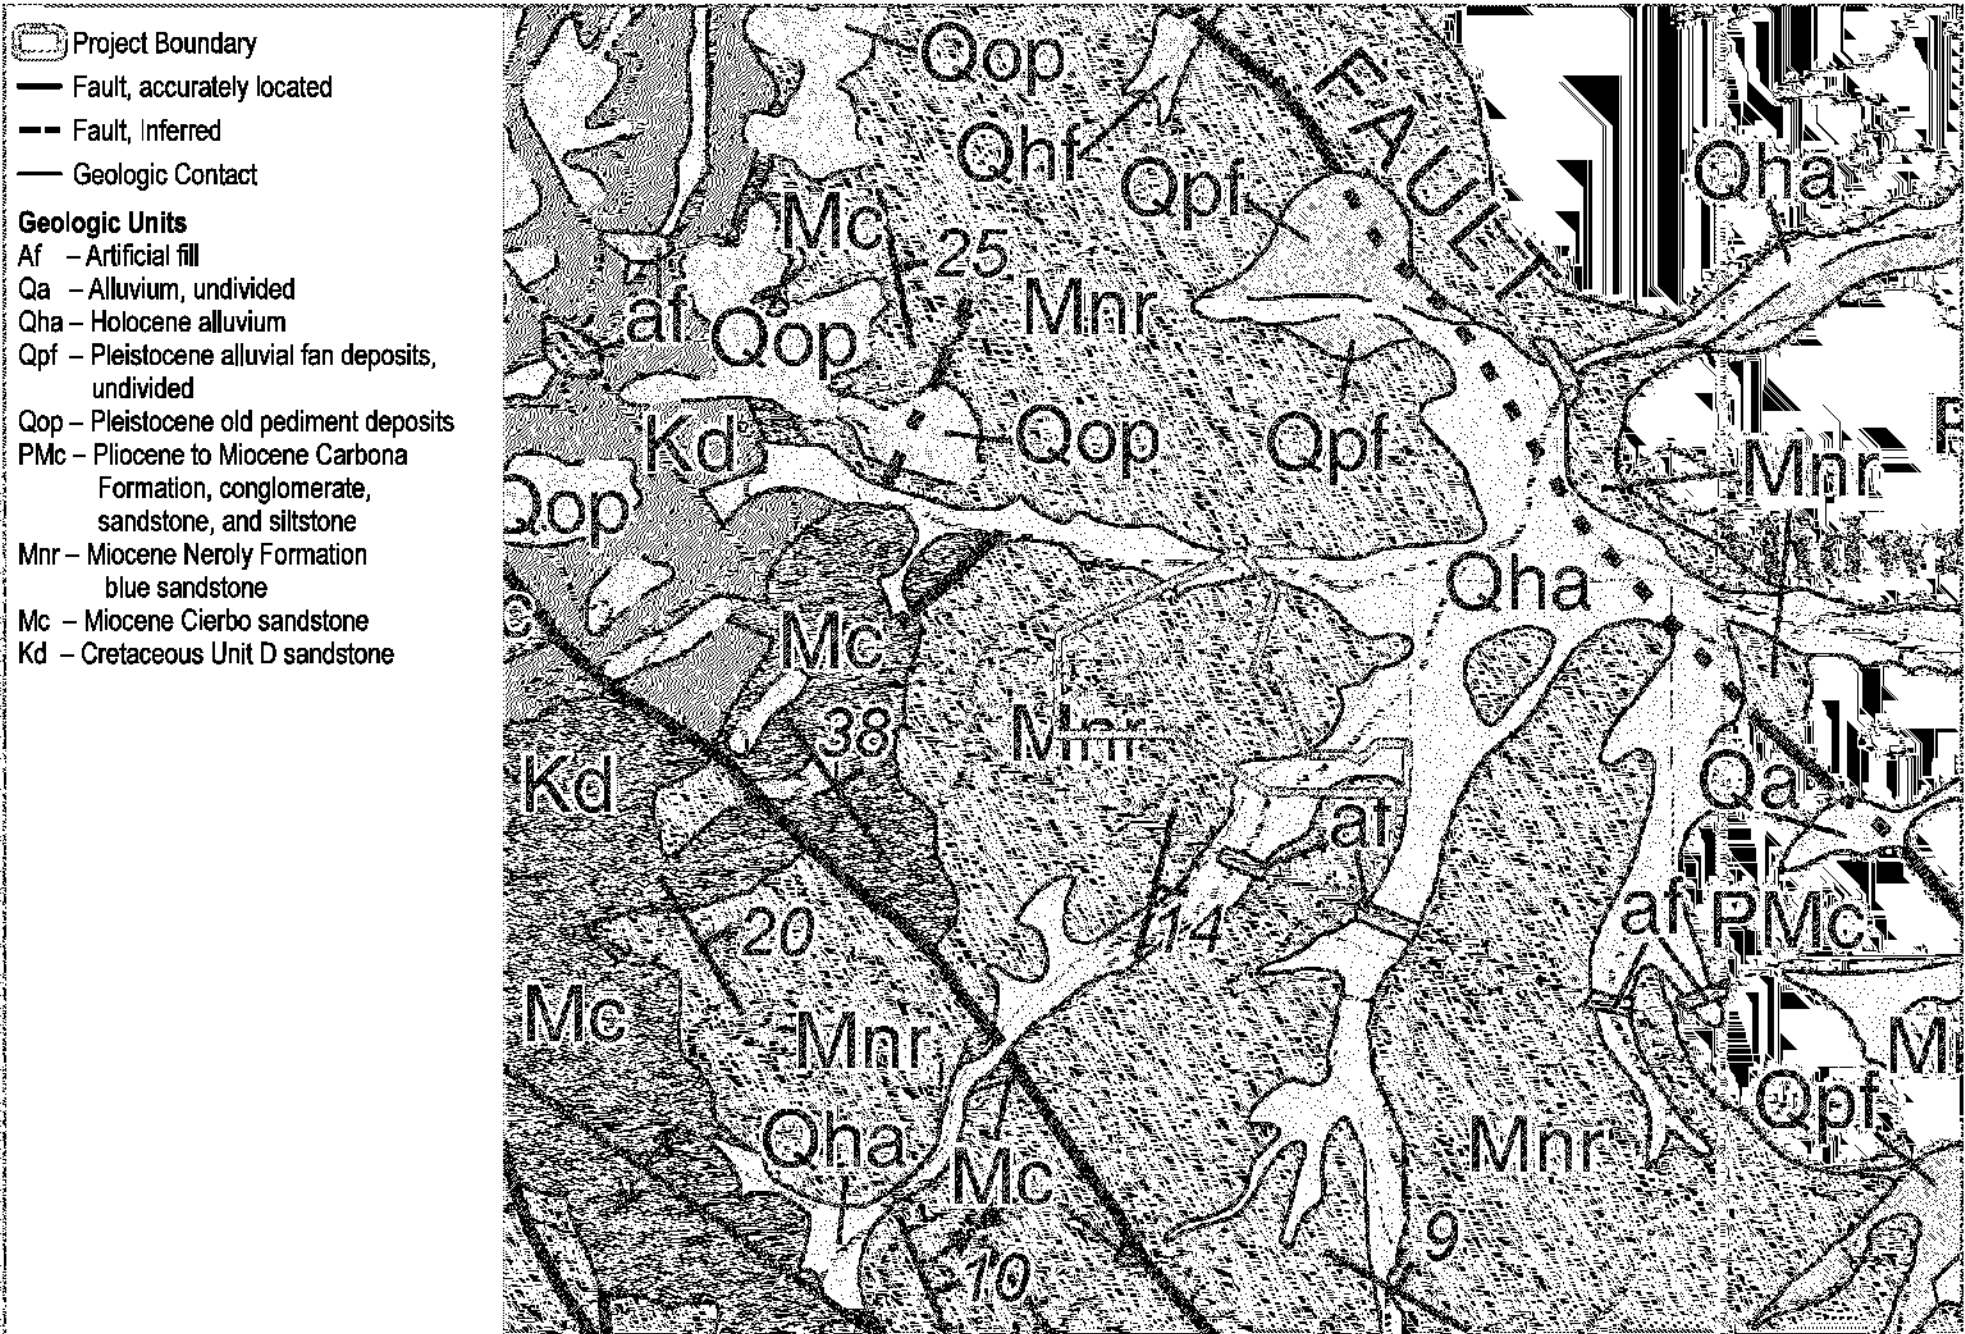 Project Boundary
Fault, accurately located
Fault, Inferred
Geologic Contact
Geologic Units
Af – Artificial fill
Qa – Alluvium, undivided
Qha – Holocene alluvium
Qpf – Pleistocene alluvial fan deposits,
undivided
Qop – Pleistocene old pediment deposits
PMc – Pliocene to Miocene Carbona
Formation, conglomerate,
sandstone, and siltstone
Mnr – Miocene Neroly Formation
blue sandstone
Mc – Miocene Cierbo sandstone
Kd – Cretaceous Unit D sandstone
Qop
FAULT
Qhf
Qpf
Qha
Mc
25
af
Qop
Mnr
Kd
Qop
Qpf
Mnr
Qop
Qha
Mc
38
Mnr
Kd
Qa
af
20
14
af
PMc
Mc
Mnr
Qpf
Qha
Mc
Mnr
9
10